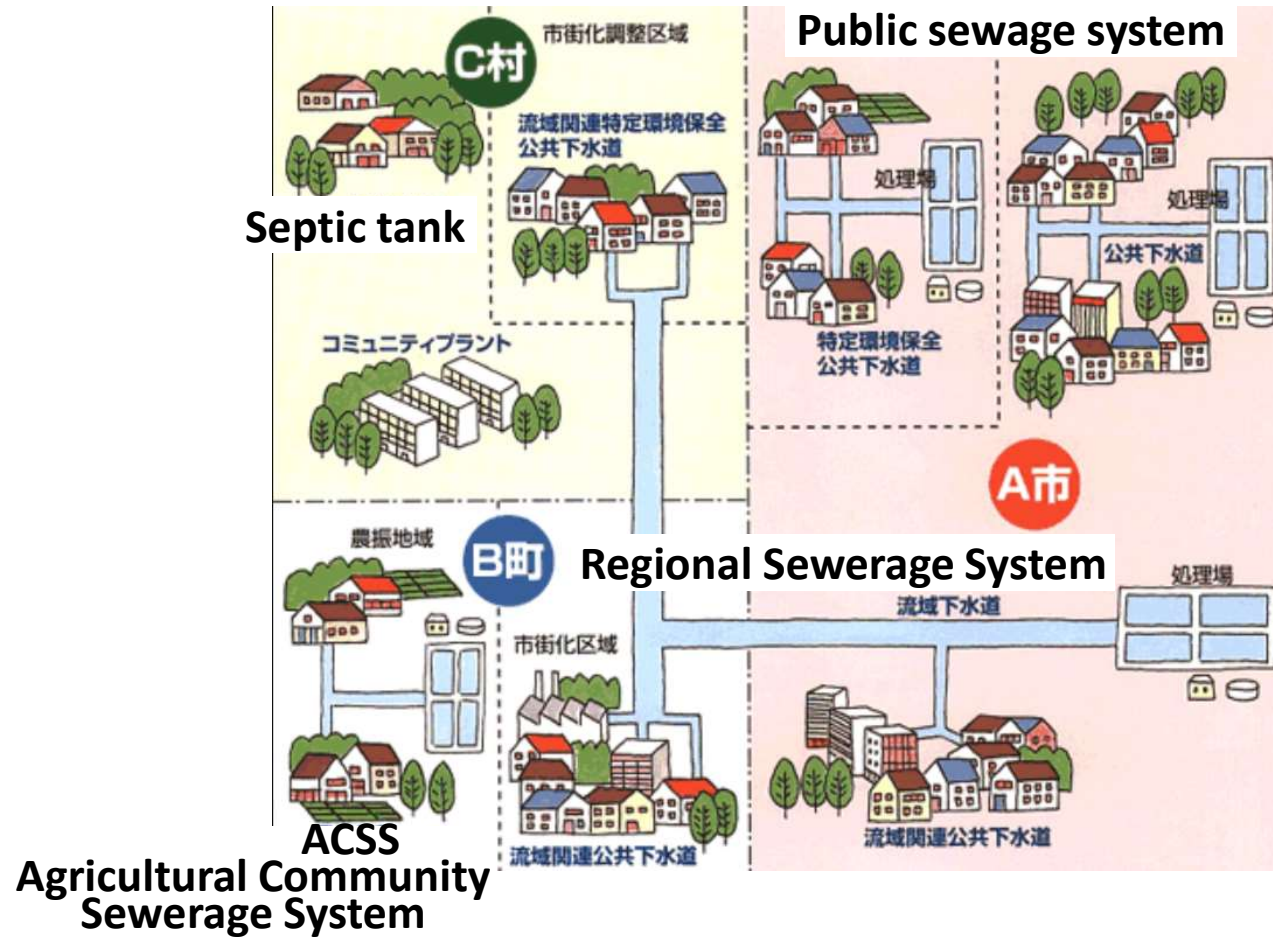 Public sewage system
C村
市街化調整区域
流域関連特定環境保全
公共下水道
Septic tank
処理場
処理場
公共下水道
特定環境保全
公共下水道
コミュニティプラント
A市
農振地域
B町
Regional Sewerage System
処理場
流域下水道
市街化区域
流域関連公共下水道
流域関連公共下水道
ACSS
Agricultural Community
Sewerage System